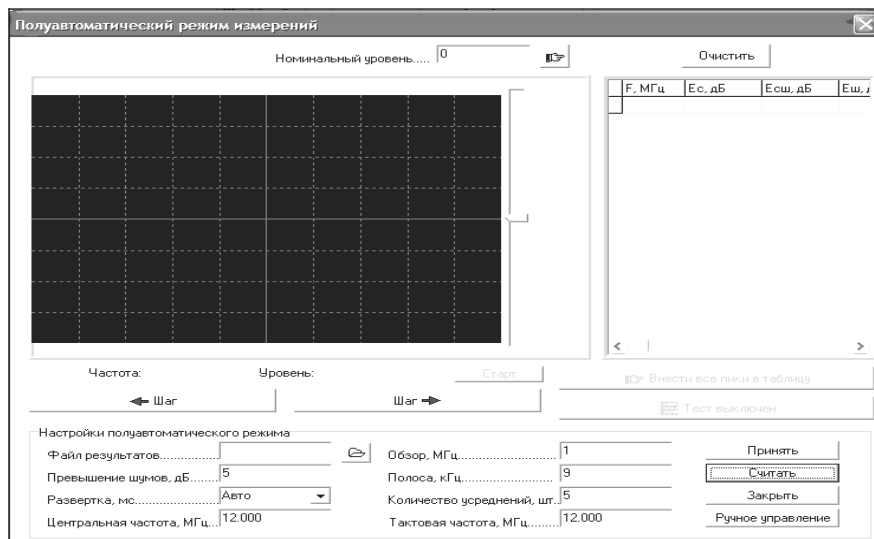 Полуавтоматический режим измерений
Номинальный уровень..... 0
Очистить
F, МГц Ес, дБ Есш, дБ Еш, д
Частота: Уровень: Старт
Внести все пики в таблицу
Шаг Шаг
Тест выключен
Настройки полуавтоматического режима
Файл результатов.............. Обзор, МГц.................... 1 Принять
Превышение шумов, дБ.... 5 Полоса, кГц.................... 9 Считать
Развертка, мс.................. Авто Количество усреднений, шт. 5 Закрыть
Центральная частота, МГц... 12.000 Тактовая частота, МГц........ 12.000 Ручное управление